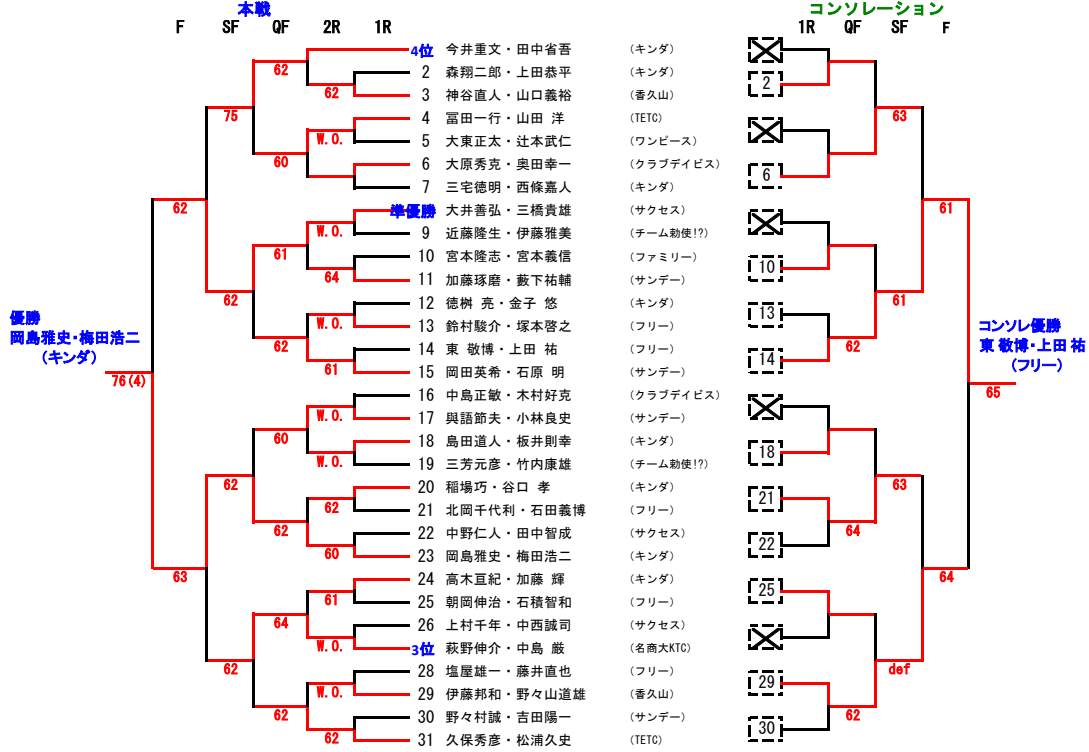 本戦 コンソレーション
F SF QF 2R 1R 1R QF SF F
4位 今井重文・田中省吾 (キンダ)
62
2 森翔二郎・上田恭平 (キンダ) 2
62
3 神谷直人・山口義裕 (香久山)
75 63
4 冨田一行・山田 洋 (TETC)
W.O.
5 大東正太・辻本武仁 (ワンピース)
60
6 大原秀克・奥田幸一 (クラブデイビス) 6
7 三宅徳明・西條嘉人 (キンダ)
62 61
準優勝 大井善弘・三橋貴雄 (サクセス)
W.O.
9 近藤隆生・伊藤雅美 (チーム勅使!?)
61
10 宮本隆志・宮本義信 (ファミリー) 10
64
11 加藤琢磨・藪下祐輔 (サンデー)
62 61
12 徳桝 亮・金子 悠 (キンダ) 13
W.O.
13 鈴村駿介・塚本啓之 (フリー)
62 62
14 東 敬博・上田 祐 (フリー) 14
61
15 岡田英希・石原 明 (サンデー)
優勝
岡島雅史・梅田浩二
(キンダ)
76(4)
コンソレ優勝
東 敬博・上田 祐
(フリー)
65
16 中島正敏・木村好克 (クラブデイビス)
W.O.
17 與語節夫・小林良史 (サンデー)
60
18 島田道人・板井則幸 (キンダ) 18
W.O.
19 三芳元彦・竹内康雄 (チーム勅使!?)
62 63
20 稲場巧・谷口 孝 (キンダ) 21
62
21 北岡千代利・石田義博 (フリー)
62 64
22 中野仁人・田中智成 (サクセス) 22
60
23 岡島雅史・梅田浩二 (キンダ)
63 64
24 高木亘紀・加藤 輝 (キンダ) 25
61
25 朝岡伸治・石積智和 (フリー)
64
26 上村千年・中西誠司 (サクセス)
W.O.
3位 萩野伸介・中島 厳 (名商大KTC)
62 def
28 塩屋雄一・藤井直也 (フリー) 29
W.O.
29 伊藤邦和・野々山道雄 (香久山)
62 62
30 野々村誠・吉田陽一 (サンデー) 30
62
31 久保秀彦・松浦久史 (TETC)